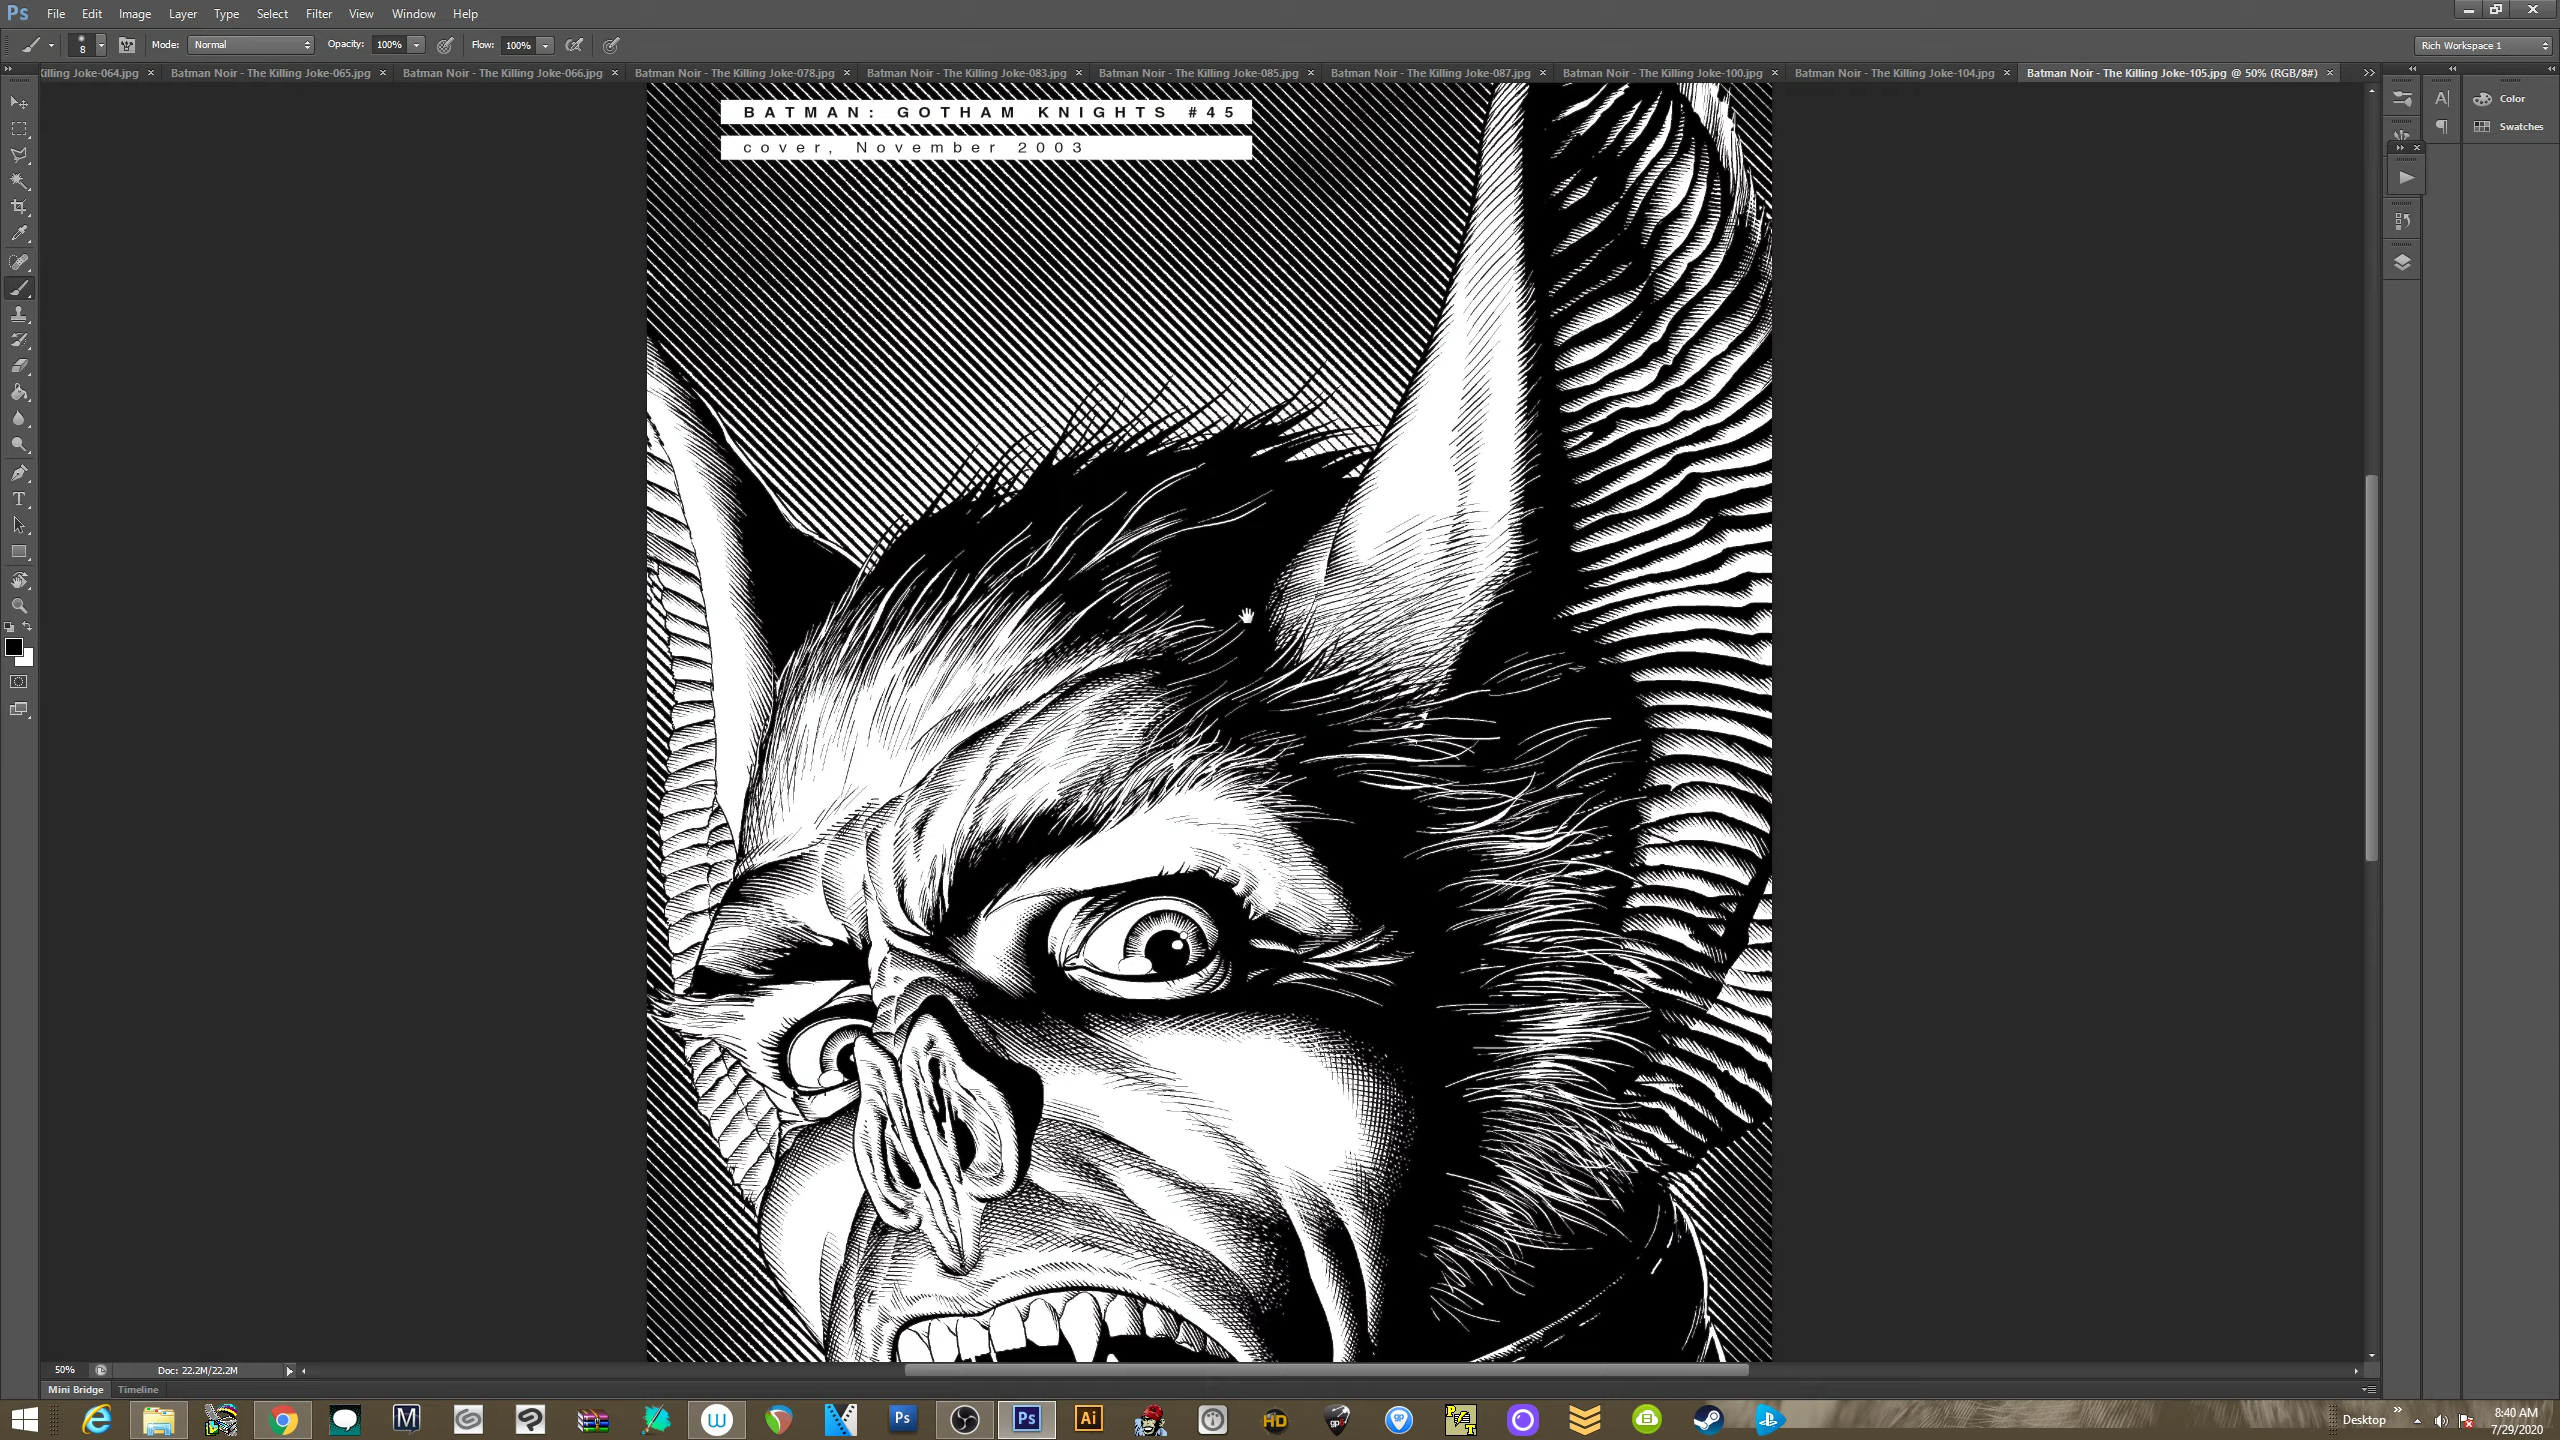 Ps File Edit Image Layer Type Select Filter View Window Help
8 Mode: Normal Opacity: 100% Flow: 100% Rich Workspace 1
illing Joke-064.jpg × Batman Noir - The Killing Joke-065.jpg × Batman Noir - The Killing Joke-066.jpg × Batman Noir - The Killing Joke-078.jpg × Batman Noir - The Killing Joke-083.jpg × Batman Noir - The Killing Joke-085.jpg × Batman Noir - The Killing Joke-087.jpg × Batman Noir - The Killing Joke-100.jpg × Batman Noir - The Killing Joke-104.jpg × Batman Noir - The Killing Joke-105.jpg @ 50% (RGB/8#) ×
Color
Swatches
BATMAN: GOTHAM KNIGHTS #45
cover, November 2003
50% Doc: 22.2M/22.2M
Mini Bridge Timeline
Desktop
8:40 AM
7/29/2020